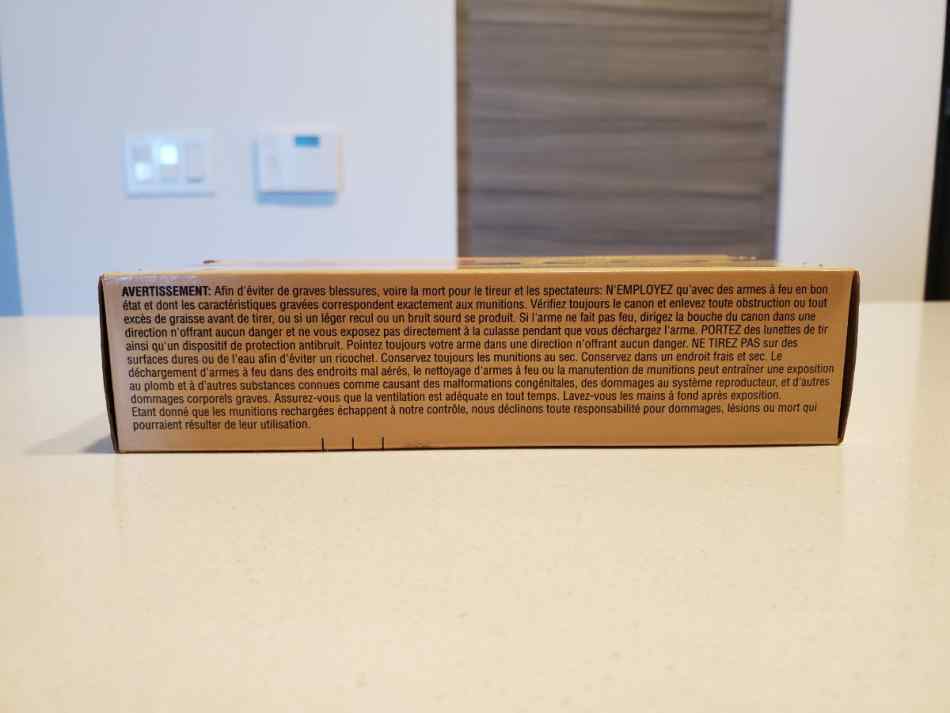 AVERTISSEMENT: Afin d'éviter de graves blessures, voire la mort pour le tireur et les spectateurs: N'EMPLOYEZ qu'avec des armes à feu en bon
état et dont les caractéristiques gravées correspondent exactement aux munitions. Vérifiez toujours le canon et enlevez toute obstruction ou tout
excès de graisse avant de tirer, ou si un léger recul ou un bruit sourd se produit. Si l'arme ne fait pas feu, dirigez la bouche du canon dans une
direction n'offrant aucun danger et ne vous exposez pas directement à la culasse pendant que vous déchargez l'arme. PORTEZ des lunettes de tir
ainsi qu'un dispositif de protection antibruit. Pointez toujours votre arme dans une direction n'offrant aucun danger. NE TIREZ PAS sur des
surfaces dures ou de l'eau afin d'éviter un ricochet. Conservez toujours les munitions au sec. Conservez dans un endroit frais et sec. Le
déchargement d'armes à feu dans des endroits mal aérés, le nettoyage d'armes à feu ou la manutention de munitions peut entraîner une exposition
au plomb et à d'autres substances connues comme causant des malformations congénitales, des dommages au système reproducteur, et d'autres
dommages corporels graves. Assurez-vous que la ventilation est adéquate en tout temps. Lavez-vous les mains à fond après exposition.
Etant donné que les munitions rechargées échappent à notre contrôle, nous déclinons toute responsabilité pour dommages, lésions ou mort qui
pourraient résulter de leur utilisation.